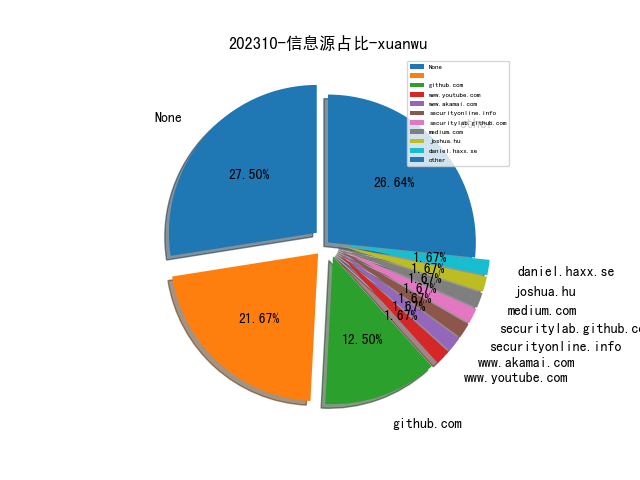 202310-信息源占比-xuanwu
None
github.com
www.youtube.com
www.akamai.com
securityonline.info
securitylab.github.com
medium.com
joshua.hu
daniel.haxx.se
other
None
other
27.50%
26.64%
21.67%
12.50%
1.67%
1.67%
1.67%
1.67%
1.67%
1.67%
1.67%
daniel.haxx.se
joshua.hu
medium.com
securitylab.github.co
securityonline.info
www.akamai.com
www.youtube.com
github.com